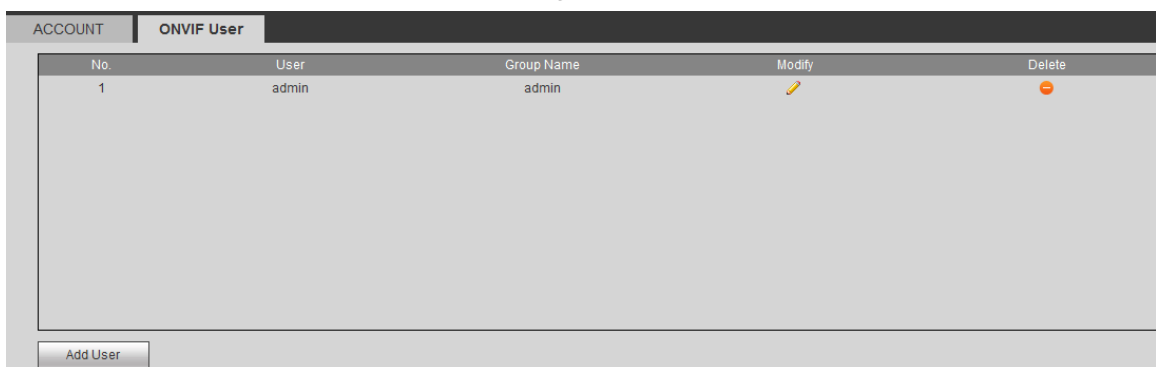 ACCOUNT ONVIF User
No. User Group Name Modify Delete
1 admin admin
Add User